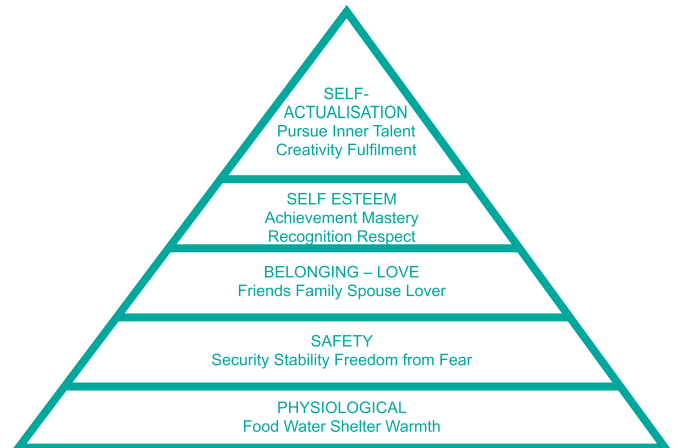 SELF-
ACTUALISATION
Pursue Inner Talent
Creativity Fulfilment
SELF ESTEEM
Achievement Mastery
Recognition Respect
BELONGING – LOVE
Friends Family Spouse Lover
SAFETY
Security Stability Freedom from Fear
PHYSIOLOGICAL
Food Water Shelter Warmth